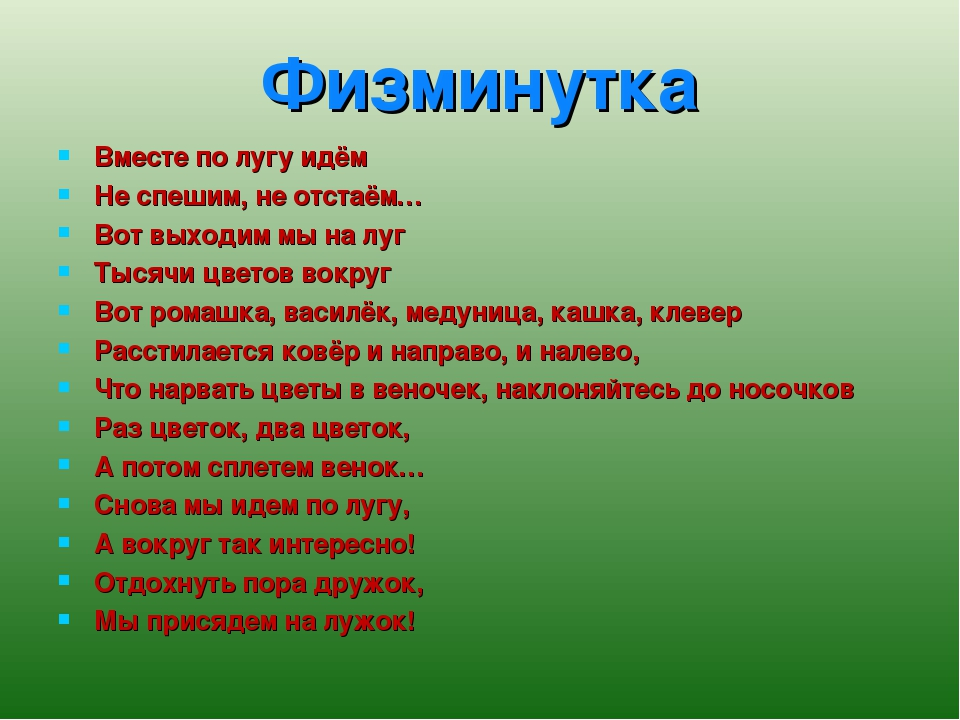 Физминутка
Вместе по лугу идём
Не спешим, не отстаём…
Вот выходим мы на луг
Тысячи цветов вокруг
Вот ромашка, василёк, медуница, кашка, клевер
Расстилается ковёр и направо, и налево,
Что нарвать цветы в веночек, наклоняйтесь до носочков
Раз цветок, два цветок,
А потом сплетем венок…
Снова мы идем по лугу,
А вокруг так интересно!
Отдохнуть пора дружок,
Мы присядем на лужок!